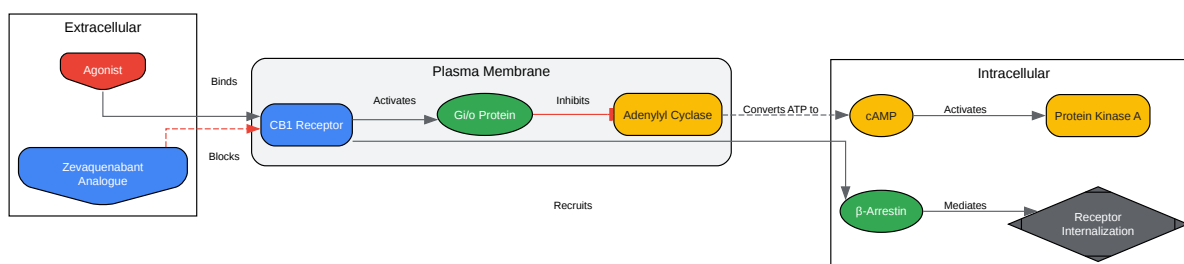 Extracellular
Agonist
Zevaquenabant
Analogue
Binds
Blocks
Plasma Membrane
CB1 Receptor
Activates
Gi/o Protein
Inhibits
Adenylyl Cyclase
Converts ATP to
Recruits
Intracellular
cAMP
Activates
Protein Kinase A
β-Arrestin
Mediates
Receptor
Internalization